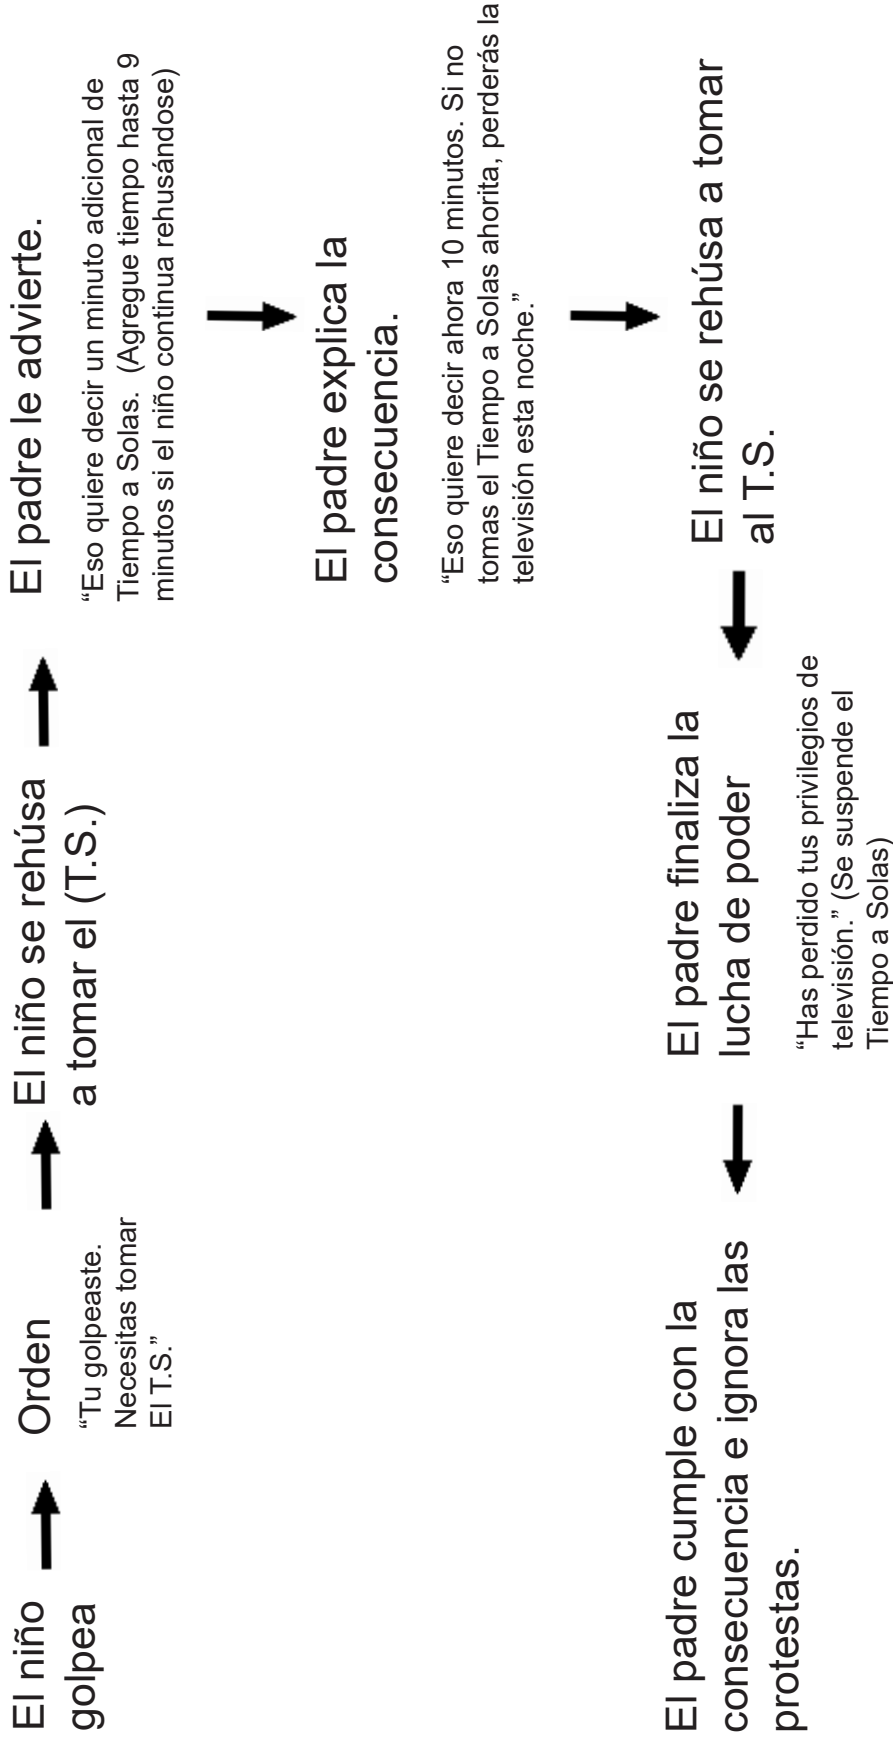 El niño
golpea
Orden
“Tu golpeaste.
Necesitas tomar
El T.S.”
El niño se rehúsa
a tomar el (T.S.)
El padre le advierte.
“Eso quiere decir un minuto adicional de
Tiempo a Solas. (Agregue tiempo hasta 9
minutos si el niño continua rehusándose)
El padre explica la
consecuencia.
“Eso quiere decir ahora 10 minutos. Si no
tomas el Tiempo a Solas ahorita, perderás la
televisión esta noche.”
El niño se rehúsa a tomar
al T.S.
El padre finaliza la
lucha de poder
“Has perdido tus privilegios de
televisión.” (Se suspende el
Tiempo a Solas)
El padre cumple con la
consecuencia e ignora las
protestas.